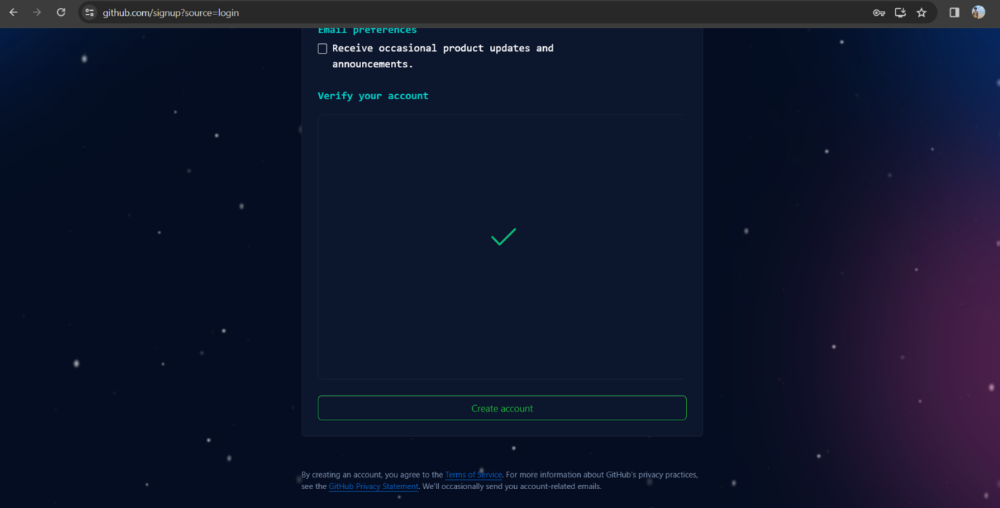 github.com/signup?source=login
Email preferences
Receive occasional product updates and
announcements.
Verify your account
Create account
By creating an account, you agree to the Terms of Service. For more information about GitHub's privacy practices,
see the GitHub Privacy Statement. We'll occasionally send you account-related emails.